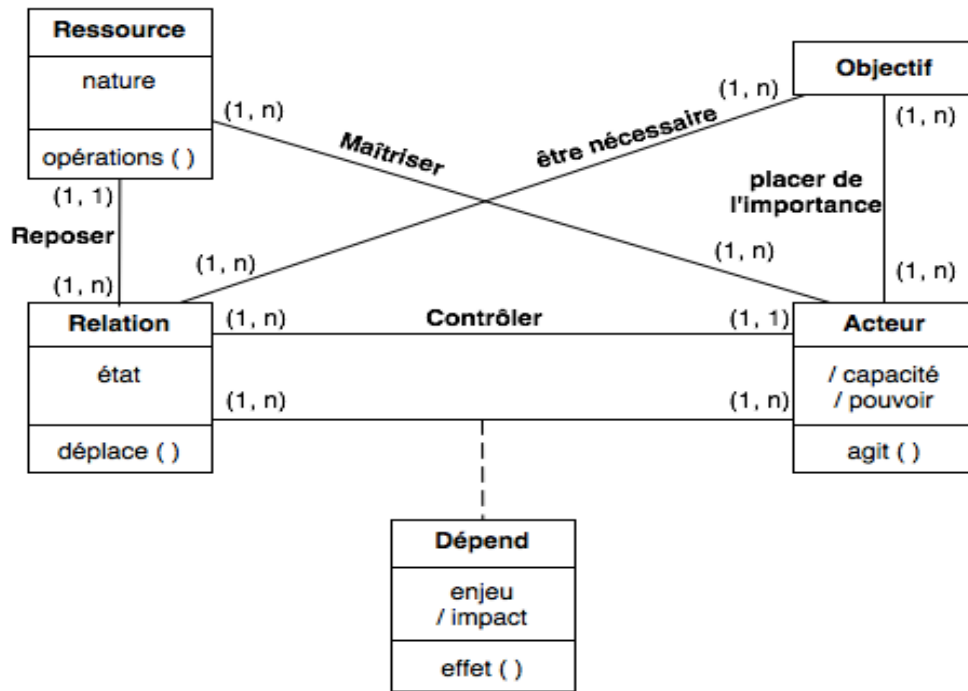 Ressource
nature
opérations ( )
Objectif
(1, n)
(1, n)
(1, n)
Maîtriser
être nécessaire
placer de
l'importance
(1, 1)
Reposer
(1, n)
(1, n)
(1, n)
(1, n)
Relation
état
déplace ( )
(1, n)
Contrôler
(1, 1)
(1, n)
(1, n)
Acteur
/ capacité
/ pouvoir
agit ( )
Dépend
enjeu
/ impact
effet ( )